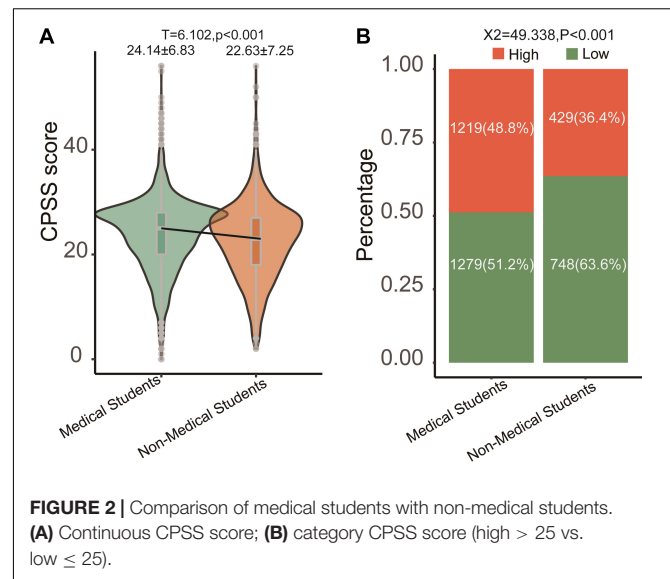 A
T=6.102,p<0.001
24.14±6.83 22.63±7.25
CPSS score
40
20
0
Medical Students
Non-Medical Students
B
X2=49.338,P<0.001
High Low
Percentage
1.00
0.75
0.50
0.25
0.00
1219(48.8%)
429(36.4%)
1279(51.2%)
748(63.6%)
Medical Students
Non-Medical Students
FIGURE 2 | Comparison of medical students with non-medical students.
(A) Continuous CPSS score; (B) category CPSS score (high > 25 vs.
low ≤ 25).